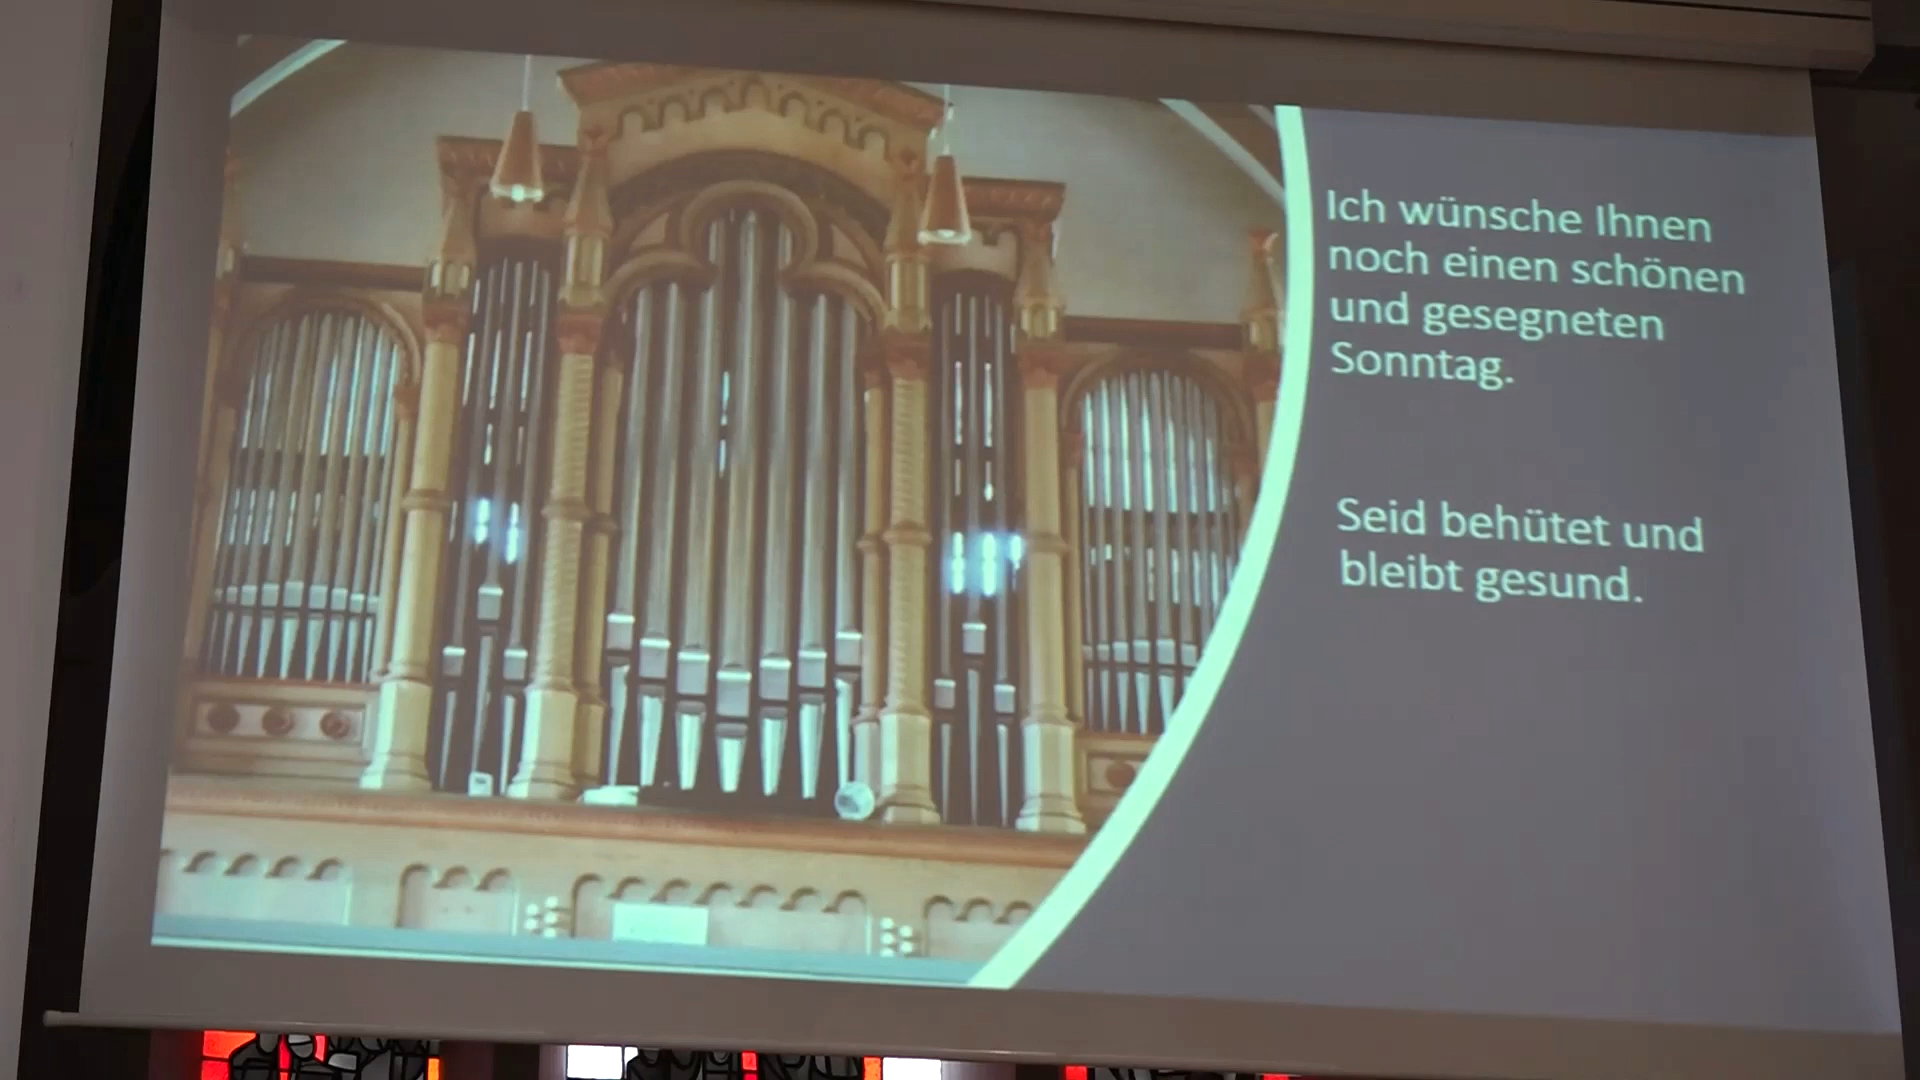 Ich wünsche Ihnen
noch einen schönen
und gesegneten
Sonntag.
Seid behütet und
bleibt gesund.